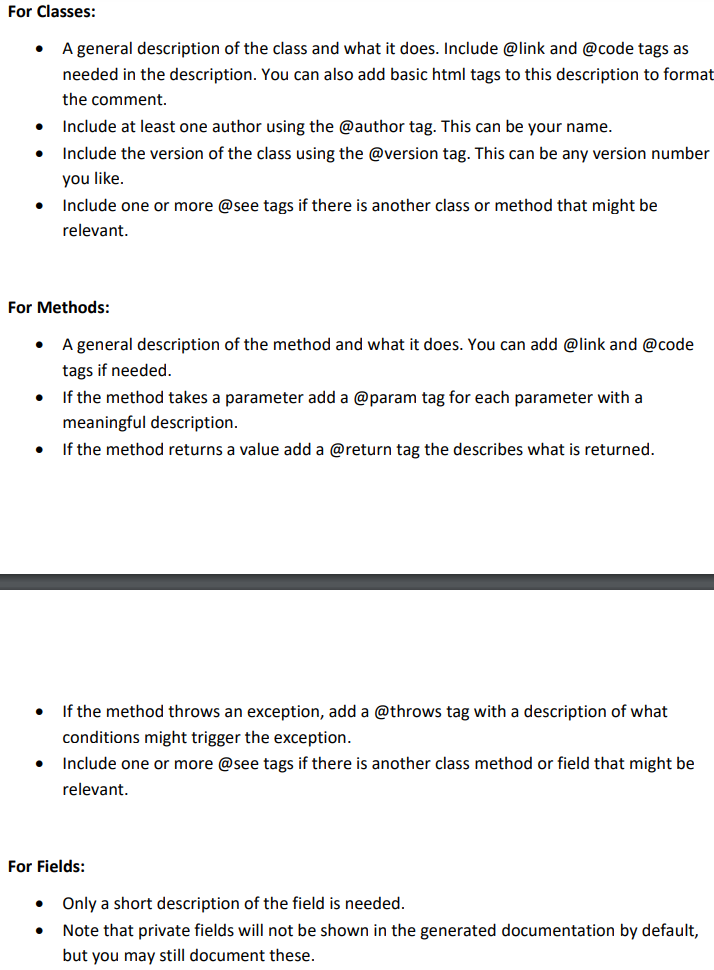 For Classes:
• A general description of the class and what it does. Include @link and @code tags as
needed in the description. You can also add basic html tags to this description to format
the comment.
• Include at least one author using the @author tag. This can be your name.
• Include the version of the class using the @version tag. This can be any version number
you like.
• Include one or more @see tags if there is another class or method that might be
relevant.
For Methods:
• A general description of the method and what it does. You can add @link and @code
tags if needed.
• If the method takes a parameter add a @param tag for each parameter with a
meaningful description.
• If the method returns a value add a @return tag the describes what is returned.
• If the method throws an exception, add a @throws tag with a description of what
conditions might trigger the exception.
• Include one or more @see tags if there is another class method or field that might be
relevant.
For Fields:
• Only a short description of the field is needed.
• Note that private fields will not be shown in the generated documentation by default,
but you may still document these.